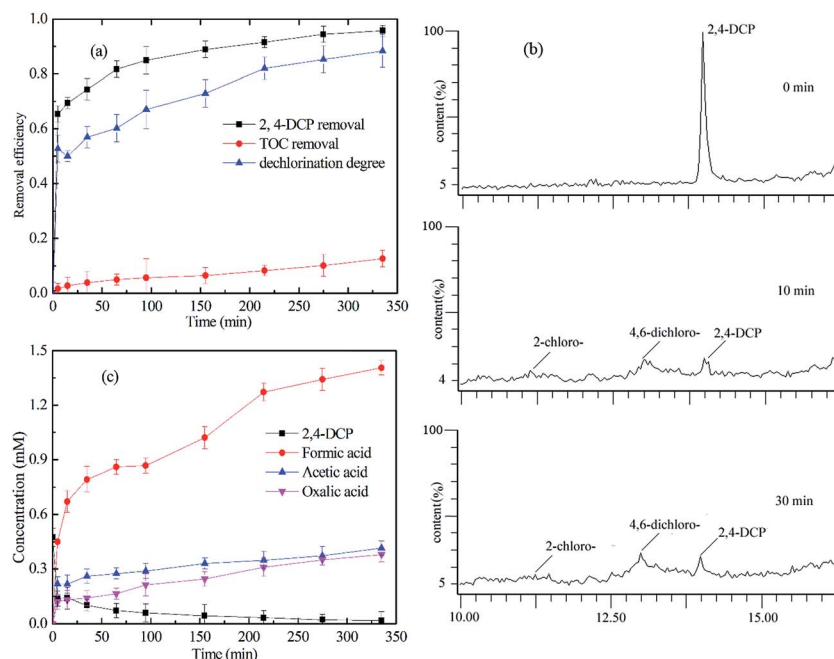 (a)
Removal efficiency
1.0
0.8
0.6
0.4
0.2
0.0
2, 4-DCP removal
TOC removal
dechlorination degree
0 50 100 150 200 250 300 350
Time (min)
(b)
content (%)
100
5
2,4-DCP
0 min
content(%)
100
4
10 min
2-chloro-
4,6-dichloro-
2,4-DCP
content(%)
100
5
30 min
2-chloro-
4,6-dichloro-
2,4-DCP
10.00 12.50 15.00
(c)
Concentration (mM)
1.5
1.2
0.9
0.6
0.3
0.0
2,4-DCP
Formic acid
Acetic acid
Oxalic acid
0 50 100 150 200 250 300 350
Time (min)